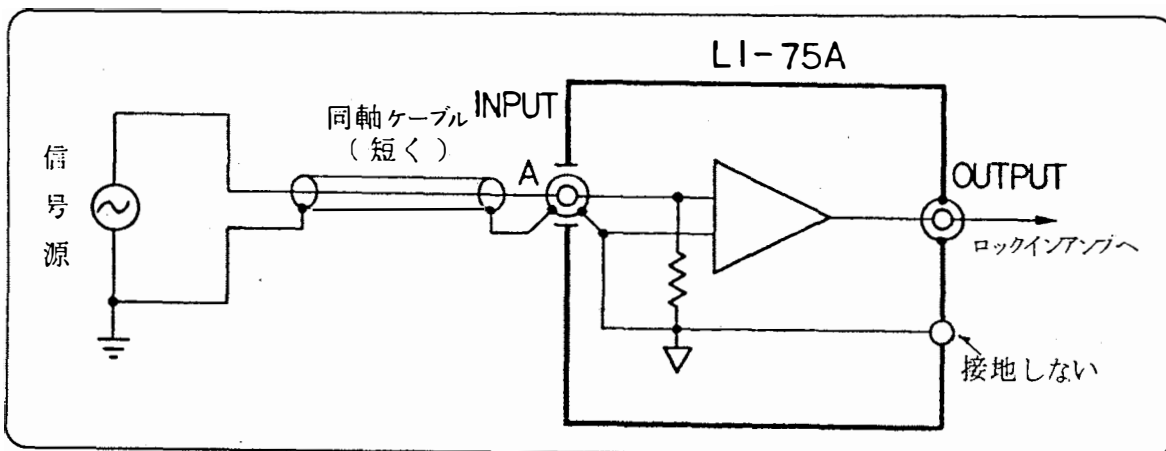 LI-75A
同軸ケーブル
（短く）
INPUT
A
信号源
OUTPUT
ロックインアンプへ
接地しない